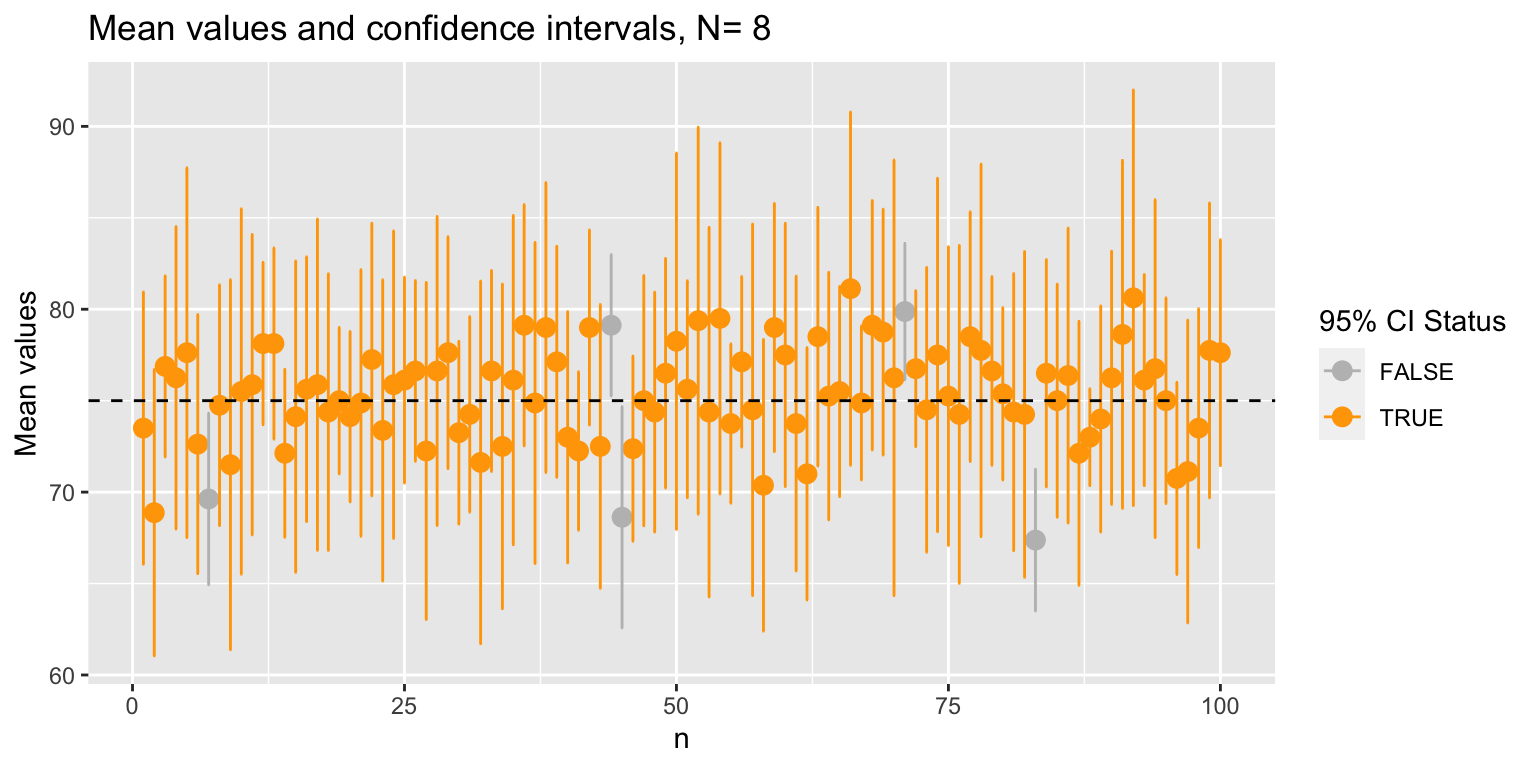 Mean values and confidence intervals, N= 8
90
80
70
60
Mean values
0
25
50
75
100
n
95% CI Status
FALSE
TRUE